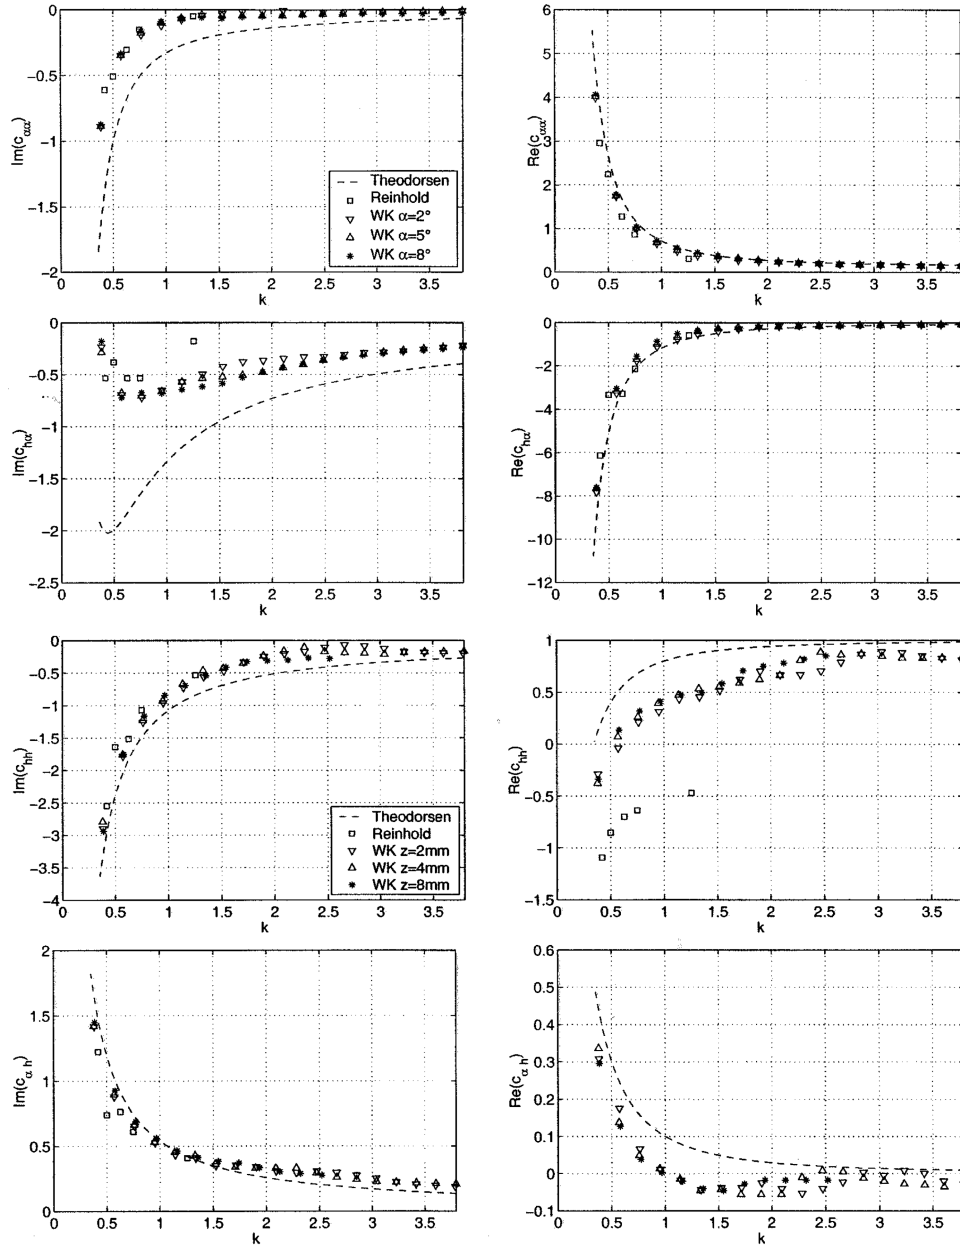 Im(c_αα)
0
−0.5
−1
−1.5
−2
0 0.5 1 1.5 2 2.5 3 3.5
k
Theodorsen
Reinhold
WK α=2°
WK α=5°
WK α=8°
Re(c_αα)
6
5
4
3
2
1
0
0 0.5 1 1.5 2 2.5 3 3.5
k
Im(c_hα)
0
−0.5
−1
−1.5
−2
−2.5
0 0.5 1 1.5 2 2.5 3 3.5
k
Re(c_hα)
0
−2
−4
−6
−8
−10
−12
0 0.5 1 1.5 2 2.5 3 3.5
k
Im(c_hh)
0
−0.5
−1
−1.5
−2
−2.5
−3
−3.5
−4
0 0.5 1 1.5 2 2.5 3 3.5
k
Theodorsen
Reinhold
WK z=2mm
WK z=4mm
WK z=8mm
Re(c_hh)
1
0.5
0
−0.5
−1
−1.5
0 0.5 1 1.5 2 2.5 3 3.5
k
Im(c_α h)
2
1.5
1
0.5
0
0 0.5 1 1.5 2 2.5 3 3.5
k
Re(c_α h)
0.6
0.5
0.4
0.3
0.2
0.1
0
−0.1
0 0.5 1 1.5 2 2.5 3 3.5
k